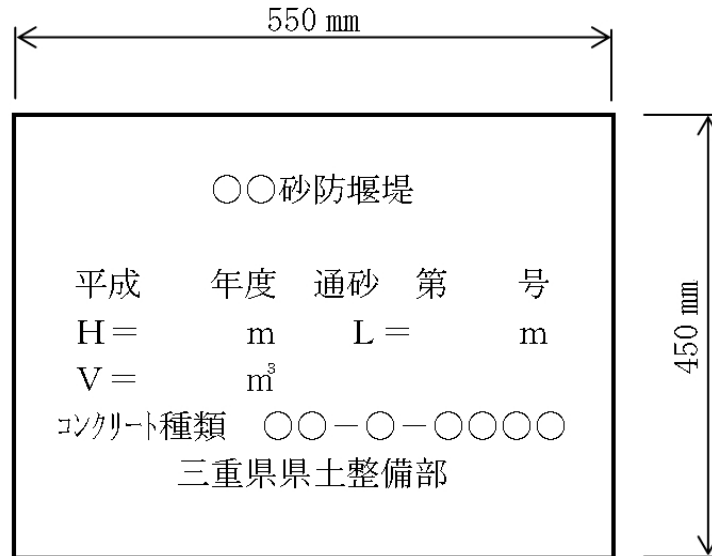 550 mm
○○砂防堰堤
平成　　年度　通砂　第　　号
H＝　　　m　　L＝　　　m
V＝　　　m³
コンクリート種類　○○－○－○○○○
三重県県土整備部
450 mm